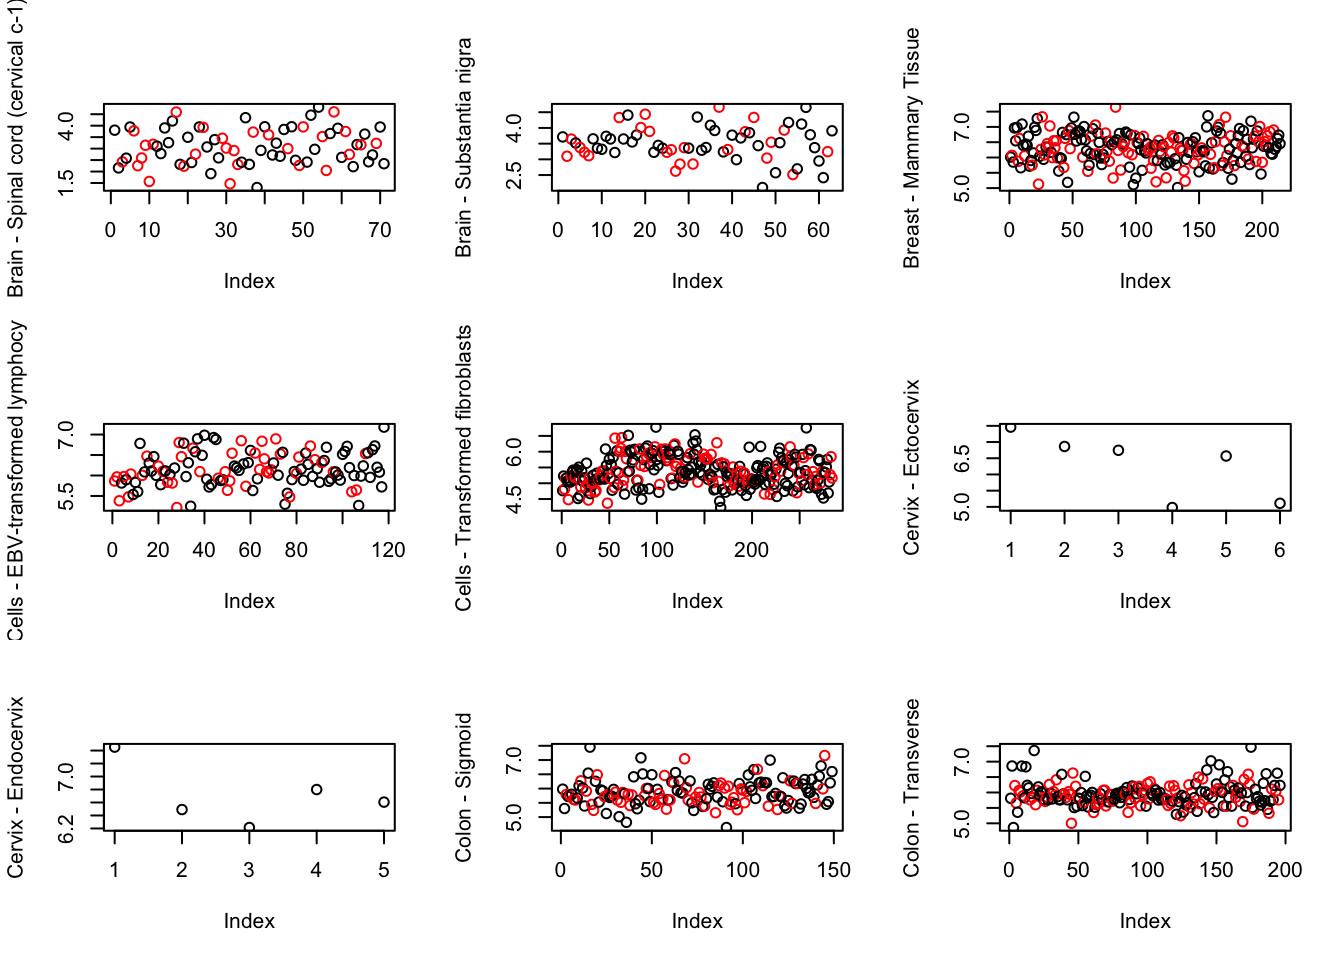 Brain - Spinal cord (cervical c-1)
1.5 4.0
0 10 30 50 70
Index
Brain - Substantia nigra
2.5 4.0
0 10 20 30 40 50 60
Index
Breast - Mammary Tissue
5.0 7.0
0 50 100 150 200
Index
Cells - EBV-transformed lymphocy
5.5 7.0
0 20 40 60 80 120
Index
Cells - Transformed fibroblasts
4.5 6.0
0 50 100 200
Index
Cervix - Ectocervix
5.0 6.5
1 2 3 4 5 6
Index
Cervix - Endocervix
6.2 7.0
1 2 3 4 5
Index
Colon - Sigmoid
5.0 7.0
0 50 100 150
Index
Colon - Transverse
5.0 7.0
0 50 100 150 200
Index